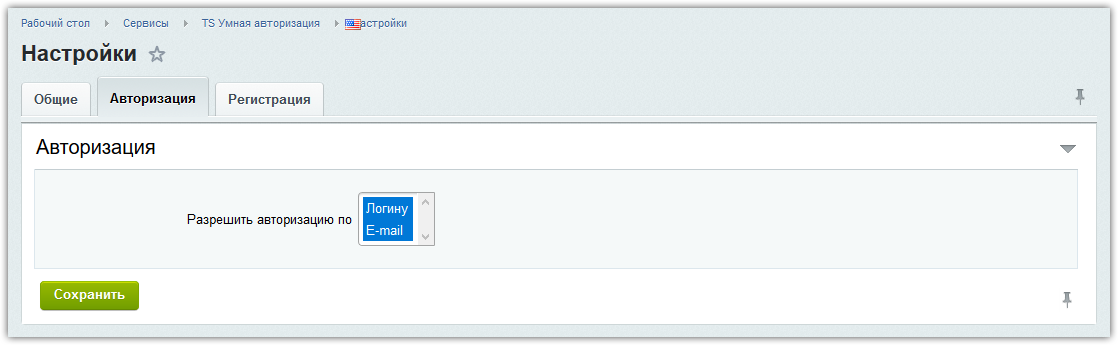 Рабочий стол Сервисы TS Умная авторизация астройки
Настройки
Общие Авторизация Регистрация
Авторизация
Разрешить авторизацию по
Логину
E-mail
Сохранить